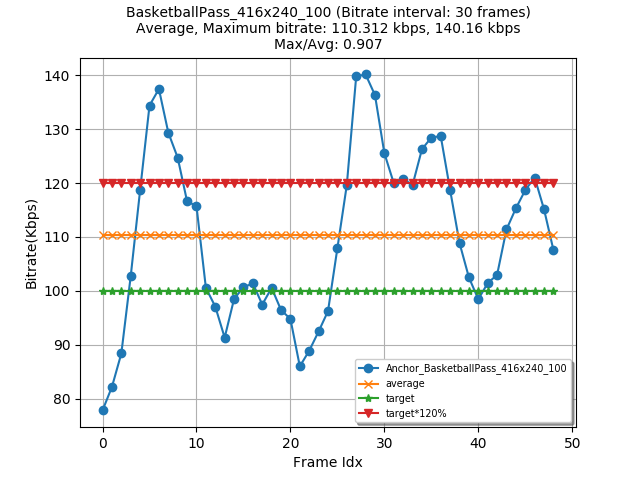 BasketballPass_416x240_100 (Bitrate interval: 30 frames)
Average, Maximum bitrate: 110.312 kbps, 140.16 kbps
Max/Avg: 0.907
Bitrate(Kbps)
140
130
120
110
100
90
80
Anchor_BasketballPass_416x240_100
average
target
target*120%
0 10 20 30 40 50
Frame Idx